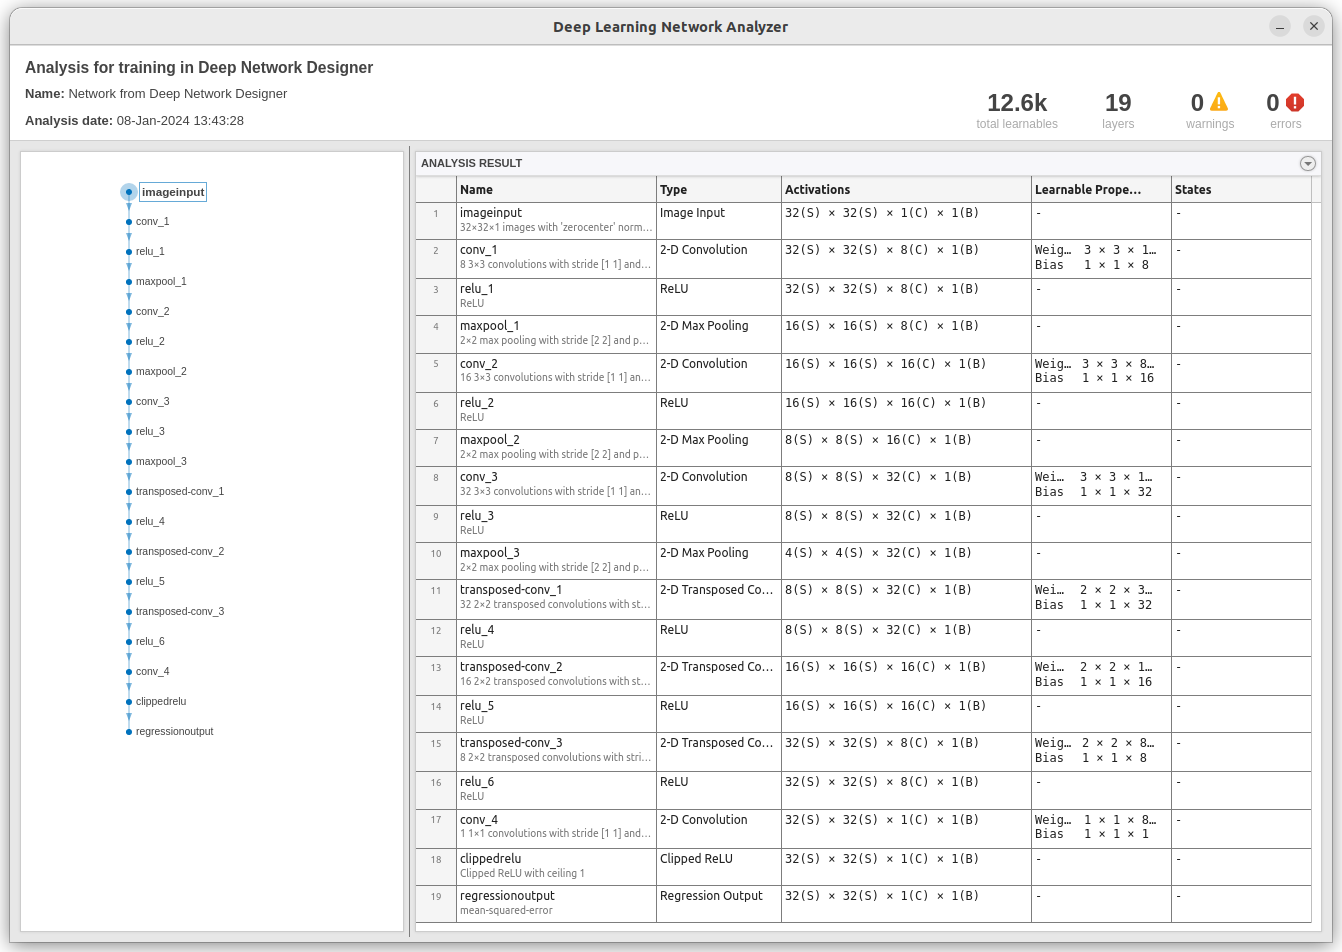 Deep Learning Network Analyzer
Analysis for training in Deep Network Designer
Name: Network from Deep Network Designer
Analysis date: 08-Jan-2024 13:43:28
12.6k
total learnables
19
layers
0
warnings
0
errors
imageinput
conv_1
relu_1
maxpool_1
conv_2
relu_2
maxpool_2
conv_3
relu_3
maxpool_3
transposed-conv_1
relu_4
transposed-conv_2
relu_5
transposed-conv_3
relu_6
conv_4
clippedrelu
regressionoutput
ANALYSIS RESULT
Name Type Activations Learnable Prope... States
1 imageinput Image Input 32(S) × 32(S) × 1(C) × 1(B) - -
32×32×1 images with 'zerocenter' norm...
2 conv_1 2-D Convolution 32(S) × 32(S) × 8(C) × 1(B) Weig... 3 × 3 × 1... -
8 3×3 convolutions with stride [1 1] and... Bias 1 × 1 × 8
3 relu_1 ReLU 32(S) × 32(S) × 8(C) × 1(B) - -
ReLU
4 maxpool_1 2-D Max Pooling 16(S) × 16(S) × 8(C) × 1(B) - -
2×2 max pooling with stride [2 2] and p...
5 conv_2 2-D Convolution 16(S) × 16(S) × 16(C) × 1(B) Weig... 3 × 3 × 8... -
16 3×3 convolutions with stride [1 1] an... Bias 1 × 1 × 16
6 relu_2 ReLU 16(S) × 16(S) × 16(C) × 1(B) - -
ReLU
7 maxpool_2 2-D Max Pooling 8(S) × 8(S) × 16(C) × 1(B) - -
2×2 max pooling with stride [2 2] and p...
8 conv_3 2-D Convolution 8(S) × 8(S) × 32(C) × 1(B) Wei... 3 × 3 × 1... -
32 3×3 convolutions with stride [1 1] an... Bias 1 × 1 × 32
9 relu_3 ReLU 8(S) × 8(S) × 32(C) × 1(B) - -
ReLU
10 maxpool_3 2-D Max Pooling 4(S) × 4(S) × 32(C) × 1(B) - -
2×2 max pooling with stride [2 2] and p...
11 transposed-conv_1 2-D Transposed Co... 8(S) × 8(S) × 32(C) × 1(B) Wei... 2 × 2 × 3... -
32 2×2 transposed convolutions with st... Bias 1 × 1 × 32
12 relu_4 ReLU 8(S) × 8(S) × 32(C) × 1(B) - -
ReLU
13 transposed-conv_2 2-D Transposed Co... 16(S) × 16(S) × 16(C) × 1(B) Wei... 2 × 2 × 1... -
16 2×2 transposed convolutions with st... Bias 1 × 1 × 16
14 relu_5 ReLU 16(S) × 16(S) × 16(C) × 1(B) - -
ReLU
15 transposed-conv_3 2-D Transposed Co... 32(S) × 32(S) × 8(C) × 1(B) Weig... 2 × 2 × 8... -
8 2×2 transposed convolutions with stri... Bias 1 × 1 × 8
16 relu_6 ReLU 32(S) × 32(S) × 8(C) × 1(B) - -
ReLU
17 conv_4 2-D Convolution 32(S) × 32(S) × 1(C) × 1(B) Weig... 1 × 1 × 8... -
1 1×1 convolutions with stride [1 1] and... Bias 1 × 1 × 1
18 clippedrelu Clipped ReLU 32(S) × 32(S) × 1(C) × 1(B) - -
Clipped ReLU with ceiling 1
19 regressionoutput Regression Output 32(S) × 32(S) × 1(C) × 1(B) - -
mean-squared-error